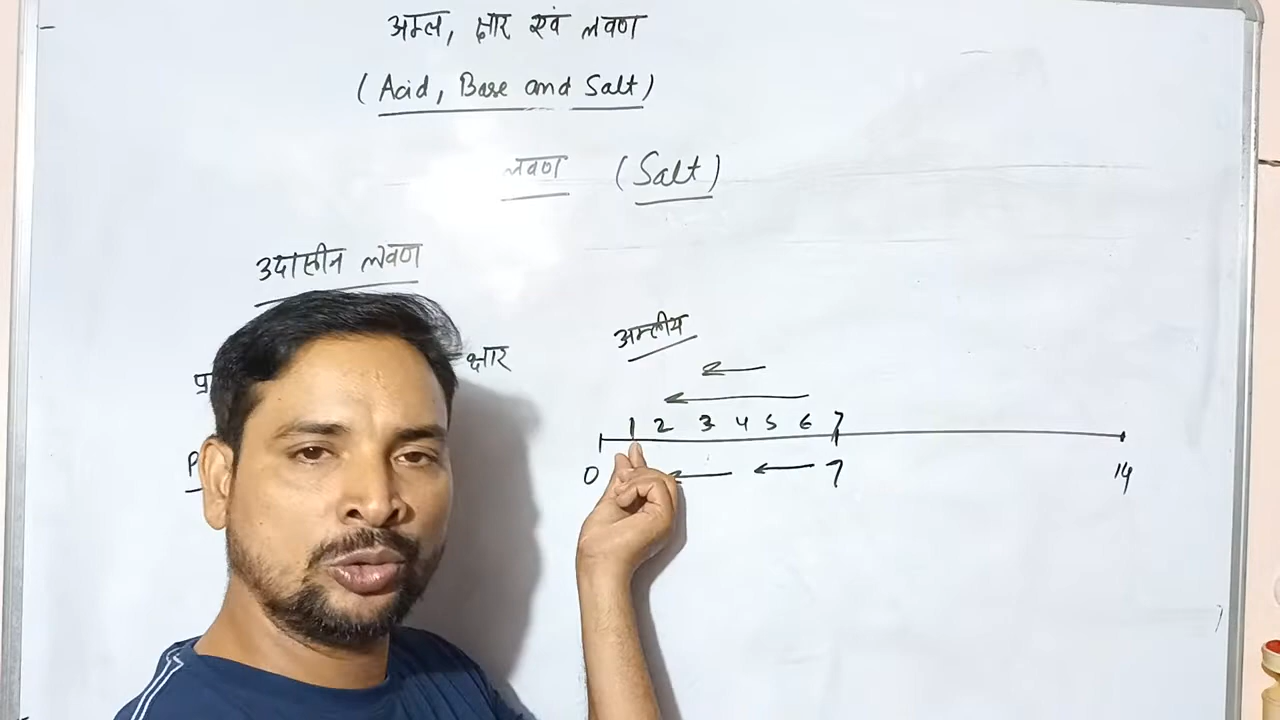 अम्ल, क्षार एवं लवण
(Acid, Base and Salt)
लवण (Salt)
उदासीन लवण
क्षार
अम्लीय
1 2 3 4 5 6 7
0 7 14